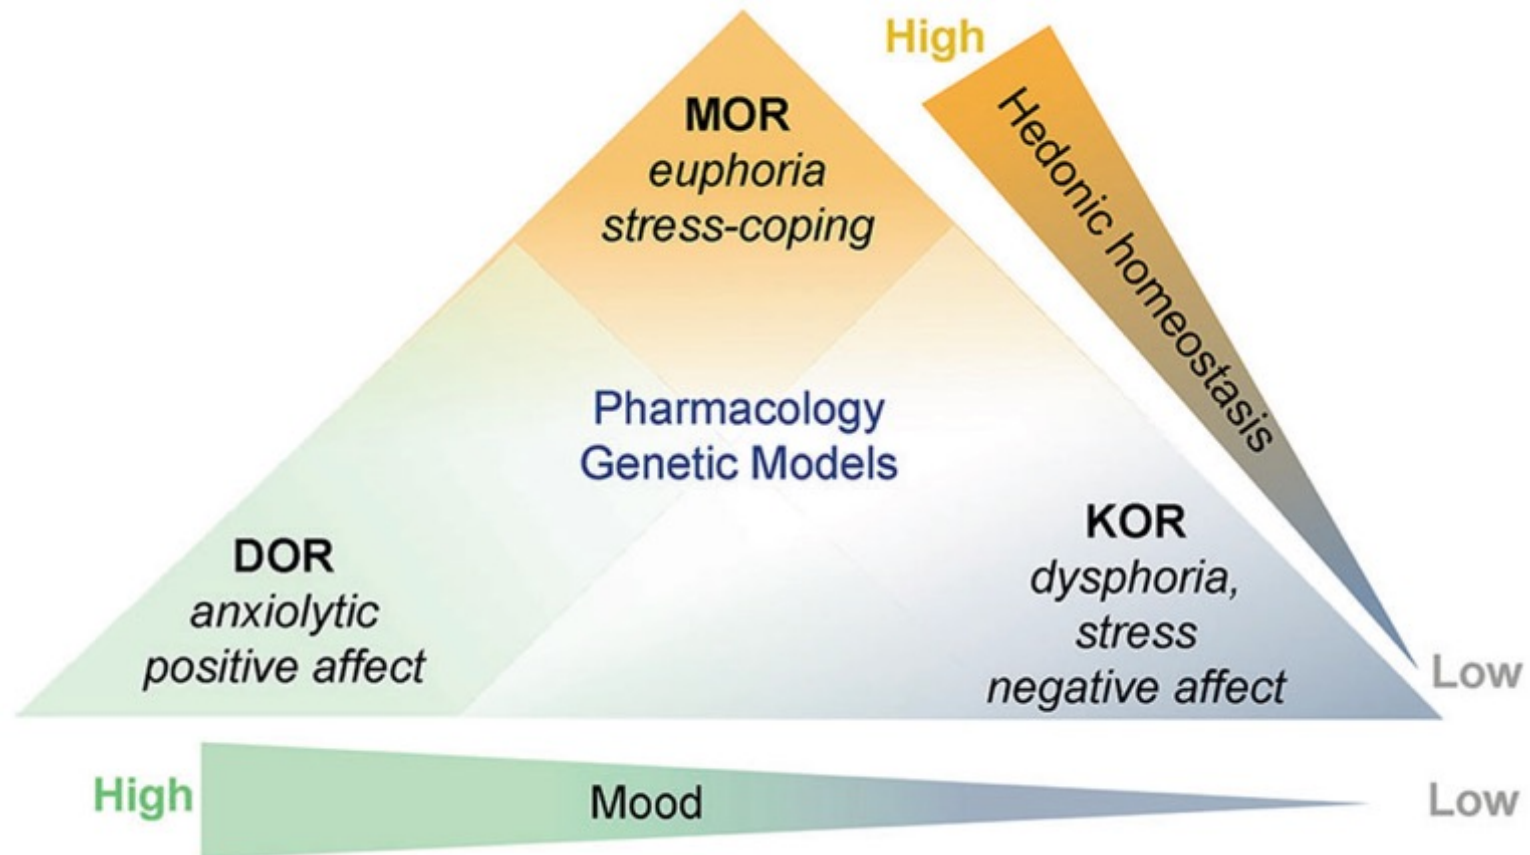 High
MOR
euphoria
stress-coping
Hedonic homeostasis
Pharmacology
Genetic Models
DOR
anxiolytic
positive affect
KOR
dysphoria,
stress
negative affect
Low
High
Mood
Low